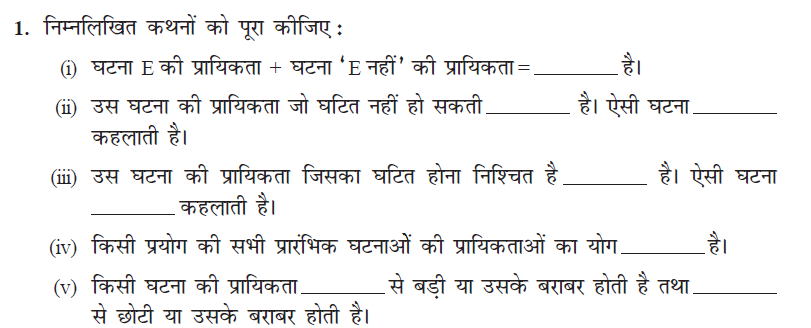 1. निम्नलिखित कथनों को पूरा कीजिए :
(i) घटना E की प्रायिकता + घटना ‘E नहीं’ की प्रायिकता = ________ है।
(ii) उस घटना की प्रायिकता जो घटित नहीं हो सकती ________ है। ऐसी घटना ________
कहलाती है।
(iii) उस घटना की प्रायिकता जिसका घटित होना निश्चित है ________ है। ऐसी घटना
________ कहलाती है।
(iv) किसी प्रयोग की सभी प्रारंभिक घटनाओं की प्रायिकताओं का योग ________ है।
(v) किसी घटना की प्रायिकता ________ से बड़ी या उसके बराबर होती है तथा ________
से छोटी या उसके बराबर होती है।